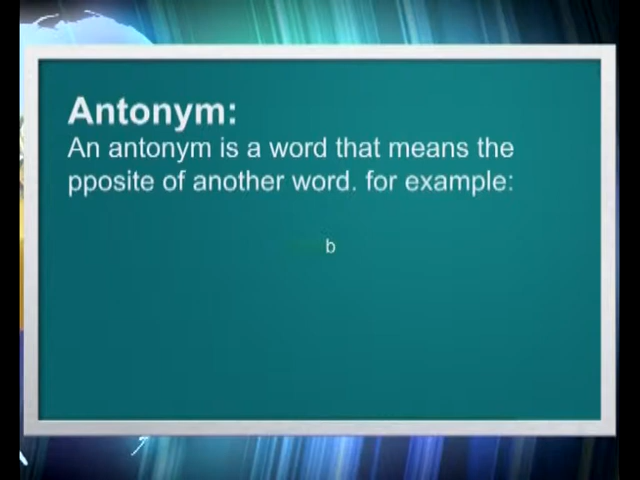 Antonym:
An antonym is a word that means the
pposite of another word. for example:
b